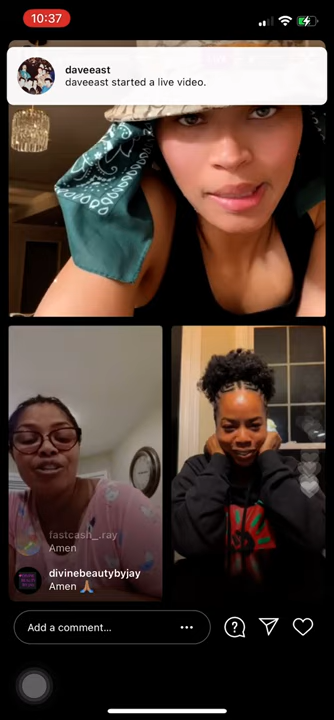 10:37
daveeast
daveeast started a live video.
fastcash_.ray
Amen
divinebeautybyjay
Amen 🙏
Add a comment...